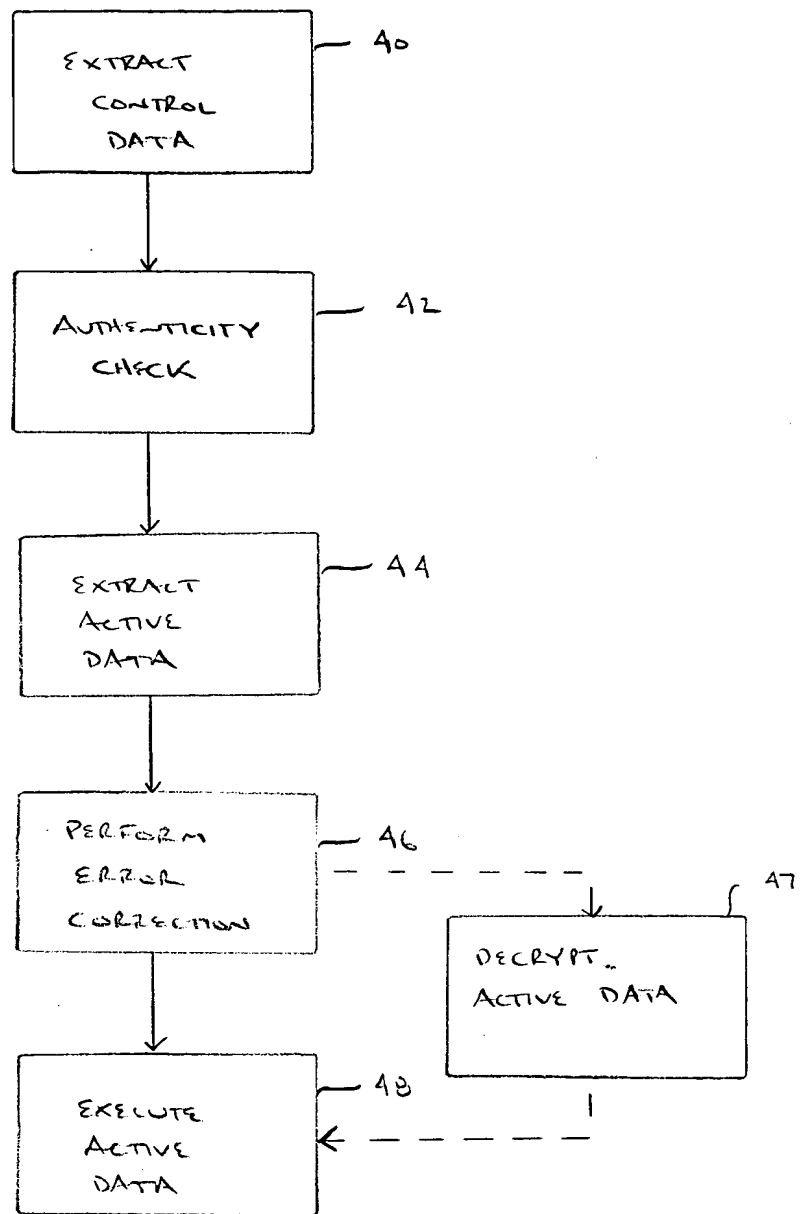 EXTRACT
CONTROL
DATA
40
AUTHENTICITY
CHECK
42
EXTRACT
ACTIVE
DATA
44
PERFORM
ERROR
CORRECTION
46
DECRYPT
ACTIVE DATA
47
EXECUTE
ACTIVE
DATA
48